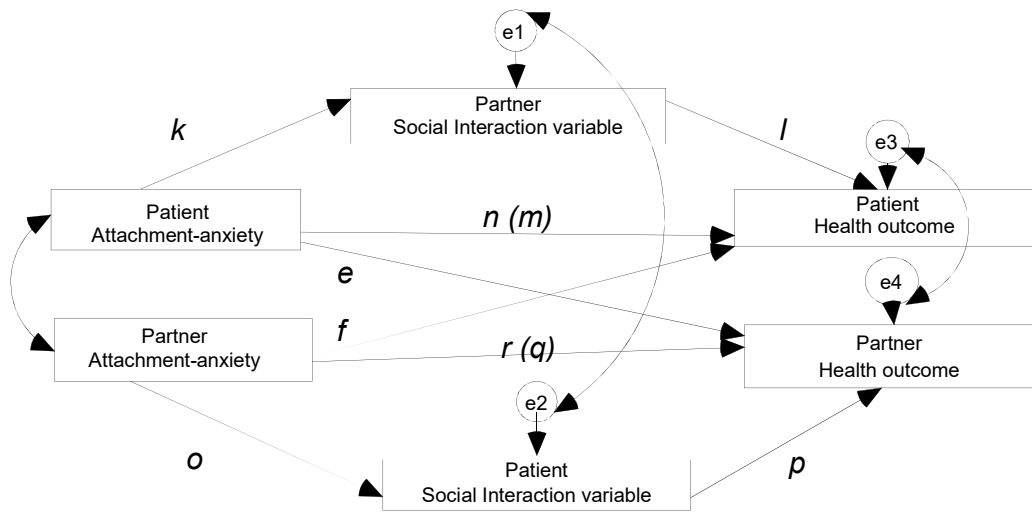 e1
Partner
Social Interaction variable
k
l
e3
Patient
Attachment-anxiety
n (m)
Patient
Health outcome
e
e4
f
Partner
Attachment-anxiety
r (q)
Partner
Health outcome
e2
o
Patient
Social Interaction variable
p